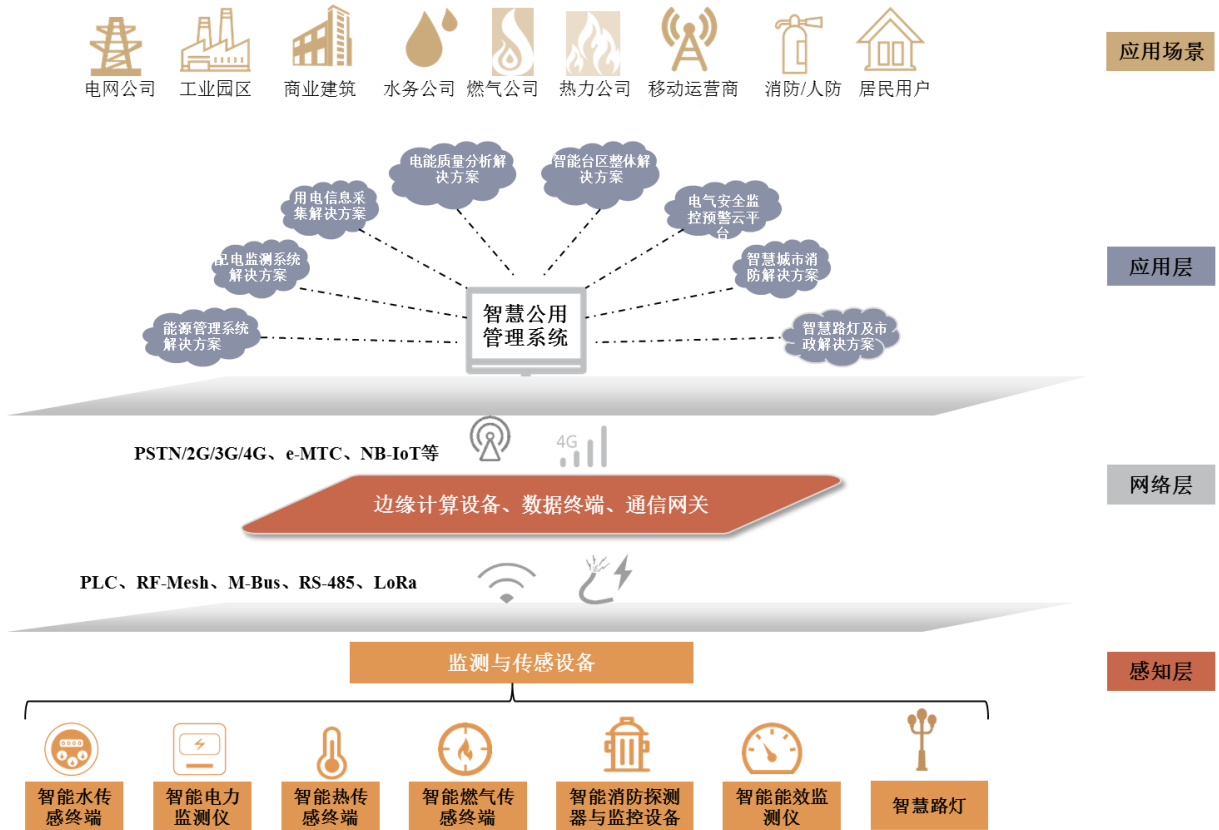 电网公司
工业园区
商业建筑
水务公司
燃气公司
热力公司
移动运营商
消防/人防
居民用户
应用场景
电能质量分析解
决方案
智能台区整体解
决方案
用电信息采
集解决方案
电气安全监
控预警云平
台
配电监测系统
解决方案
智慧城市消
防解决方案
能源管理系统
解决方案
智慧公用
管理系统
智慧路灯及市
政解决方案
应用层
4G
PSTN/2G/3G/4G、e-MTC、NB-IoT等
边缘计算设备、数据终端、通信网关
网络层
PLC、RF-Mesh、M-Bus、RS-485、LoRa
监测与传感设备
感知层
智能水传
感终端
智能电力
监测仪
智能热传
感终端
智能燃气传
感终端
智能消防探测
器与监控设备
智能能效监
测仪
智慧路灯